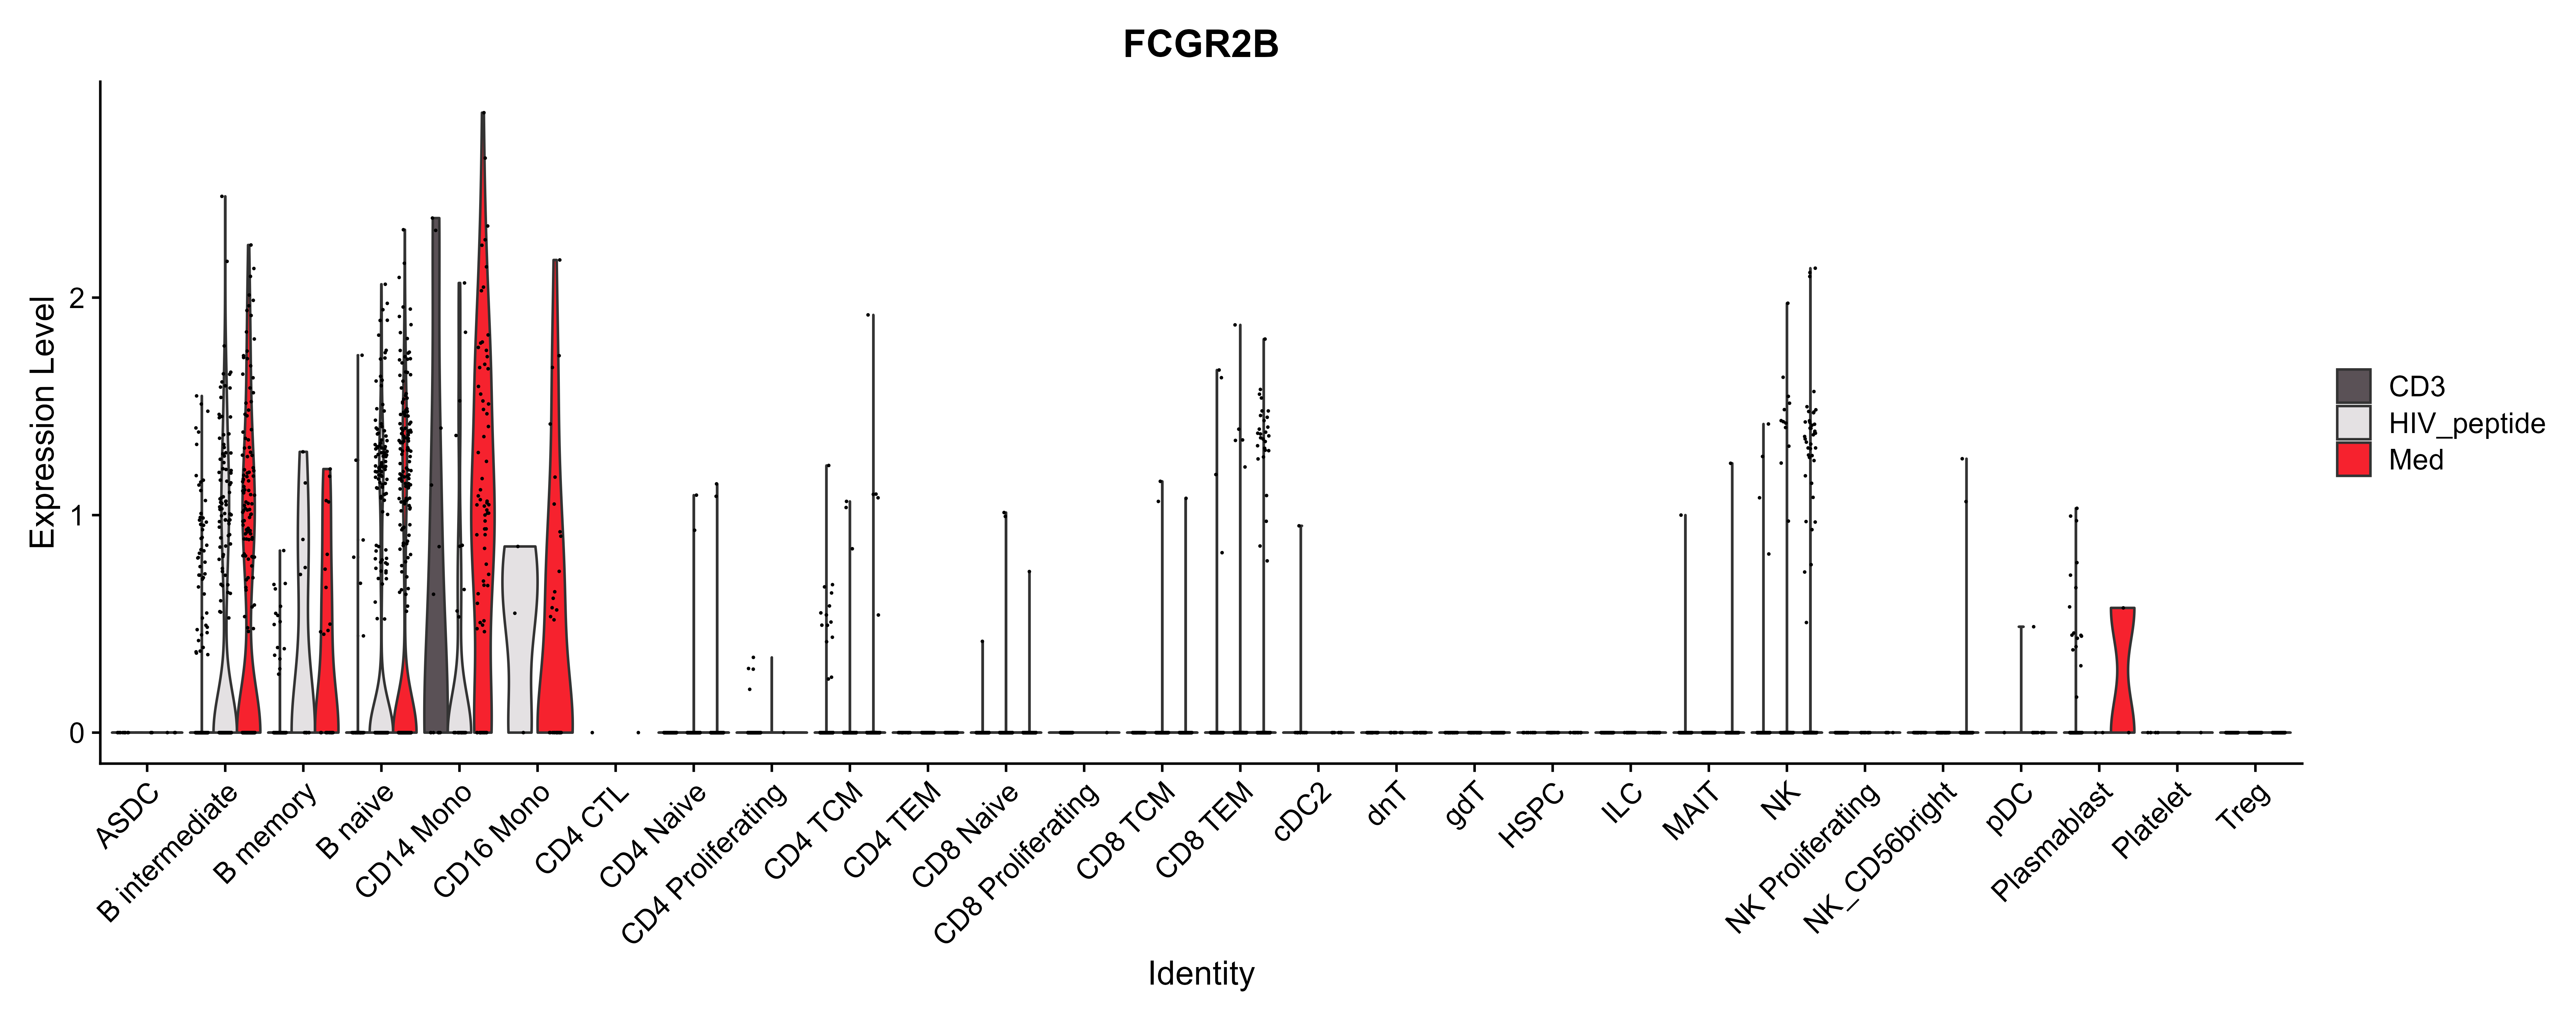 FCGR2B
Expression Level
2
1
0
ASDC
B intermediate
B memory
B naive
CD14 Mono
CD16 Mono
CD4 CTL
CD4 Naive
CD4 Proliferating
CD4 TCM
CD4 TEM
CD8 Naive
CD8 Proliferating
CD8 TCM
CD8 TEM
cDC2
dnT
gdT
HSPC
ILC
MAIT
NK
NK Proliferating
NK_CD56bright
pDC
Plasmablast
Platelet
Treg
Identity
CD3
HIV_peptide
Med